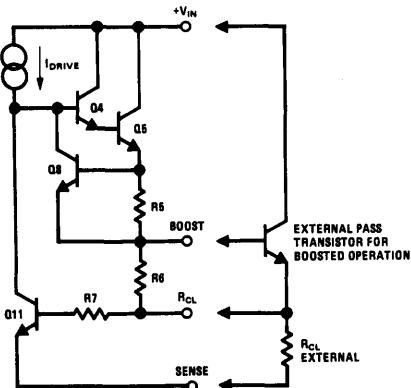 +VIN
IDRIVE
Q4
Q5
Q8
R5
BOOST
EXTERNAL PASS
TRANSISTOR FOR
BOOSTED OPERATION
R6
R7
RCL
Q11
RCL
EXTERNAL
SENSE